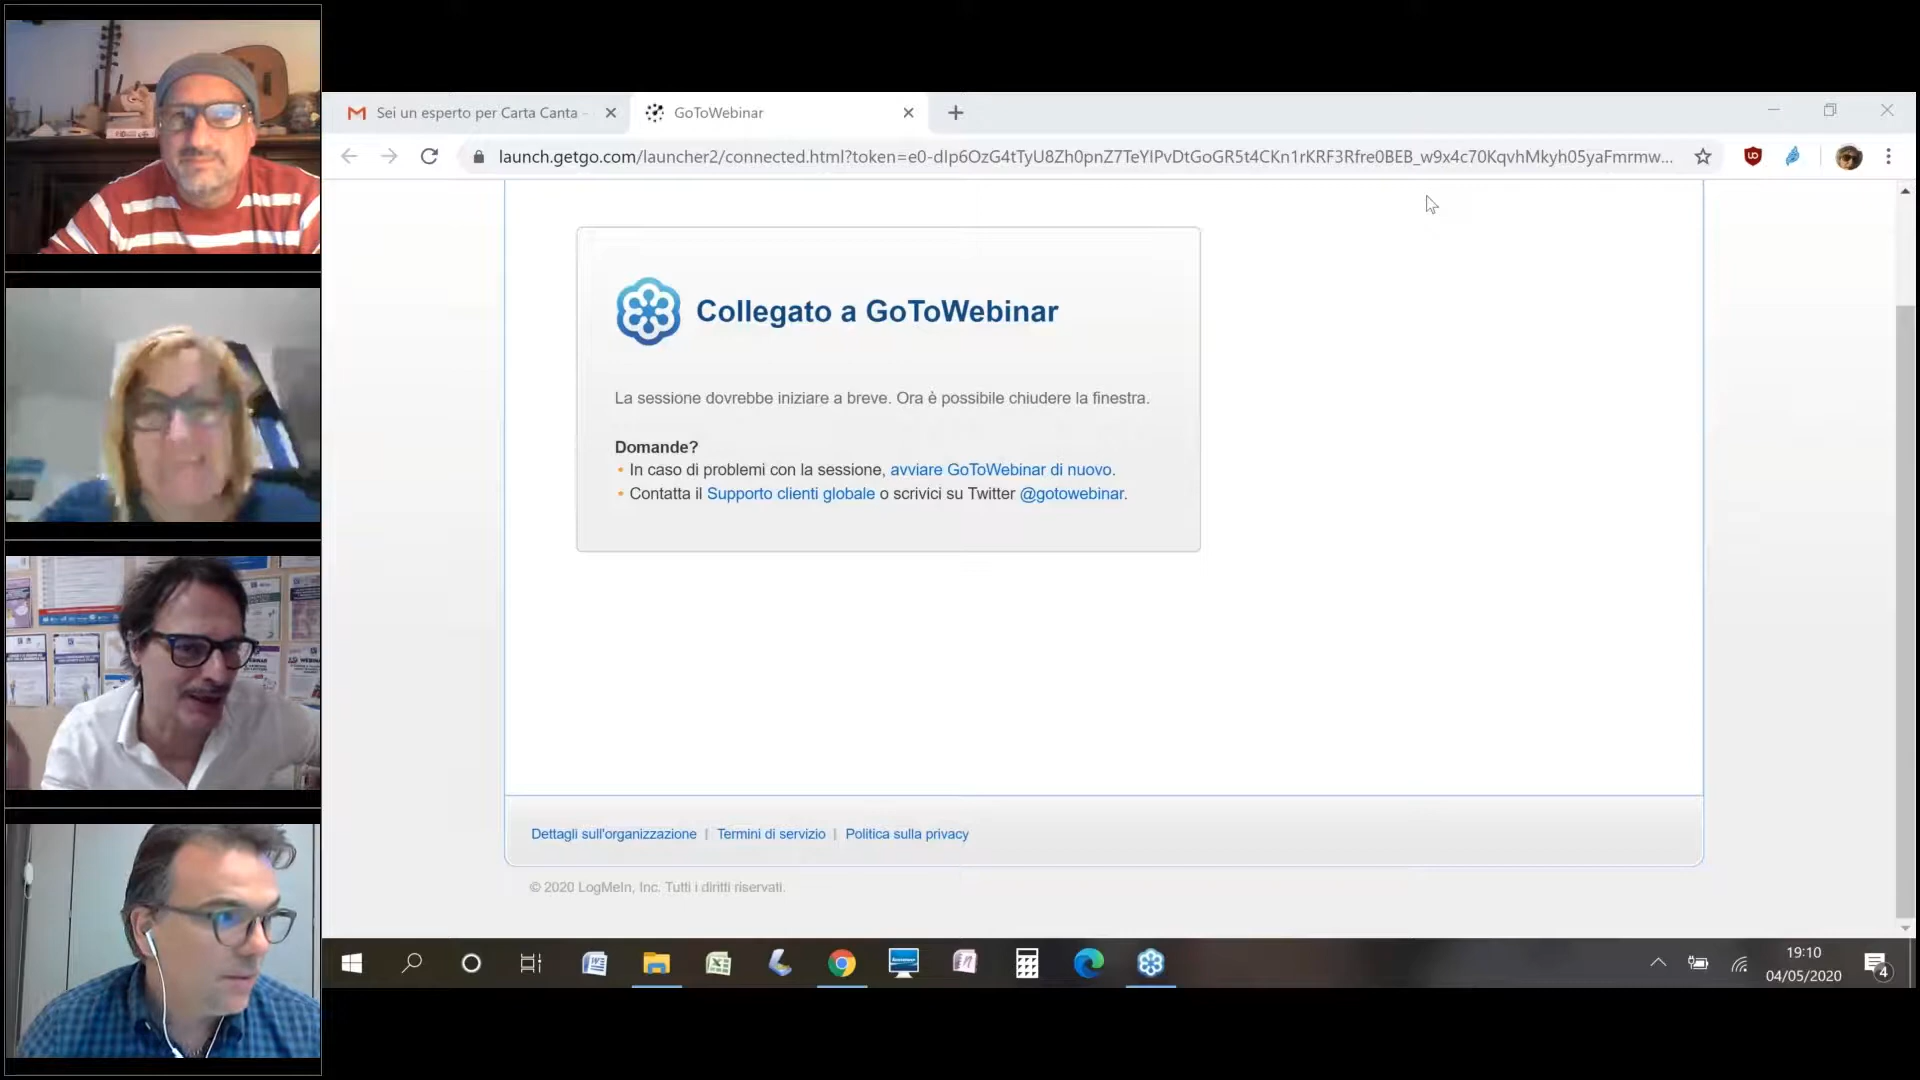 Sei un esperto per Carta Canta -
GoToWebinar
launch.getgo.com/launcher2/connected.html?token=e0-dIp6OzG4tTyU8Zh0pnZ7TeYIPvDtGoGR5t4CKn1rKRF3Rfre0BEB_w9x4c70KqvhMkyh05yaFmrmw...
Collegato a GoToWebinar
La sessione dovrebbe iniziare a breve. Ora è possibile chiudere la finestra.
Domande?
In caso di problemi con la sessione, avviare GoToWebinar di nuovo.
Contatta il Supporto clienti globale o scrivici su Twitter @gotowebinar.
Dettagli sull'organizzazione | Termini di servizio | Politica sulla privacy
© 2020 LogMeIn, Inc. Tutti i diritti riservati.
19:10
04/05/2020
4